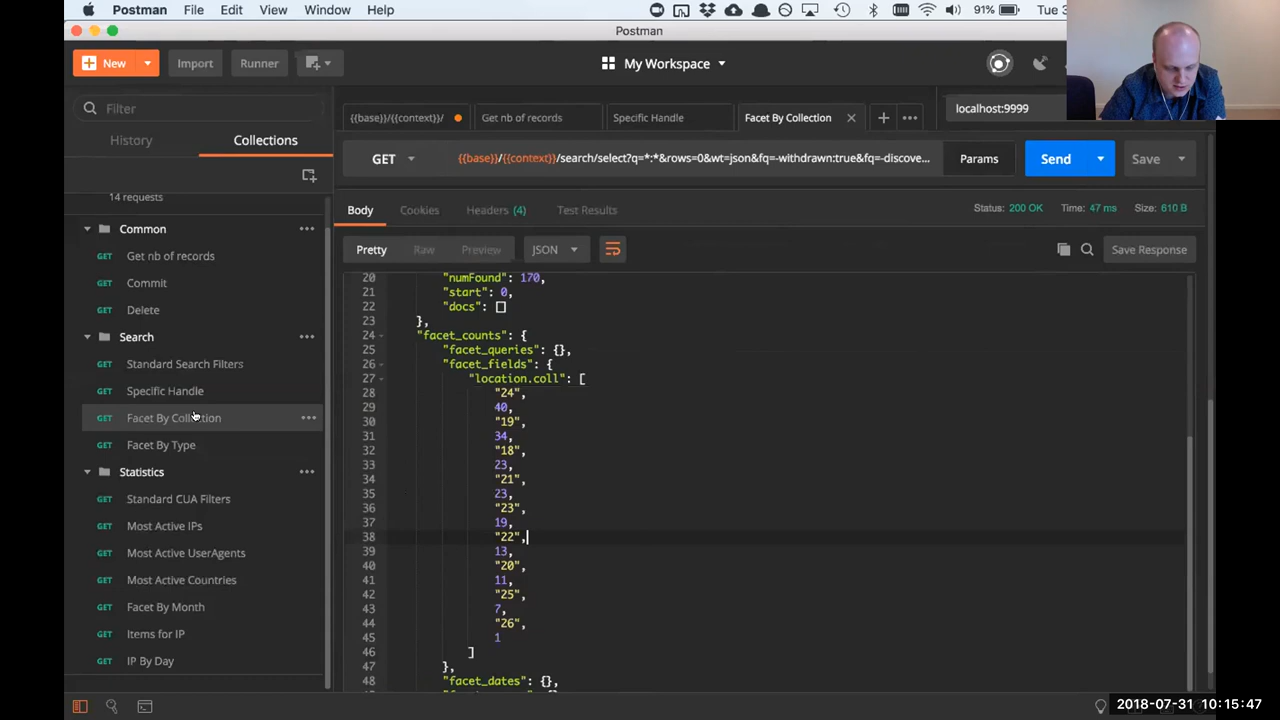 Postman File Edit View Window Help 91% Tue 3
Postman
New Import Runner My Workspace
Filter
History Collections
14 requests
Common
GET Get nb of records
GET Commit
GET Delete
Search
GET Standard Search Filters
GET Specific Handle
GET Facet By Collection
GET Facet By Type
Statistics
GET Standard CUA Filters
GET Most Active IPs
GET Most Active UserAgents
GET Most Active Countries
GET Facet By Month
GET Items for IP
GET IP By Day
{{base}}/{{context}}/ Get nb of records Specific Handle Facet By Collection localhost:9999
GET {{base}}/{{context}}/search/select?q=*:*&rows=0&wt=json&fq=-withdrawn:true&fq=-discove... Params Send Save
Body Cookies Headers (4) Test Results Status: 200 OK Time: 47 ms Size: 610 B
Pretty Raw Preview JSON Save Response
20 "numFound": 170,
21 "start": 0,
22 "docs": []
23 },
24 "facet_counts": {
25 "facet_queries": {},
26 "facet_fields": {
27 "location.coll": [
28 "24",
29 40,
30 "19",
31 34,
32 "18",
33 23,
34 "21",
35 23,
36 "23",
37 19,
38 "22",
39 13,
40 "20",
41 11,
42 "25",
43 7,
44 "26",
45 1
46 ]
47 },
48 "facet_dates": {},
2018-07-31 10:15:47